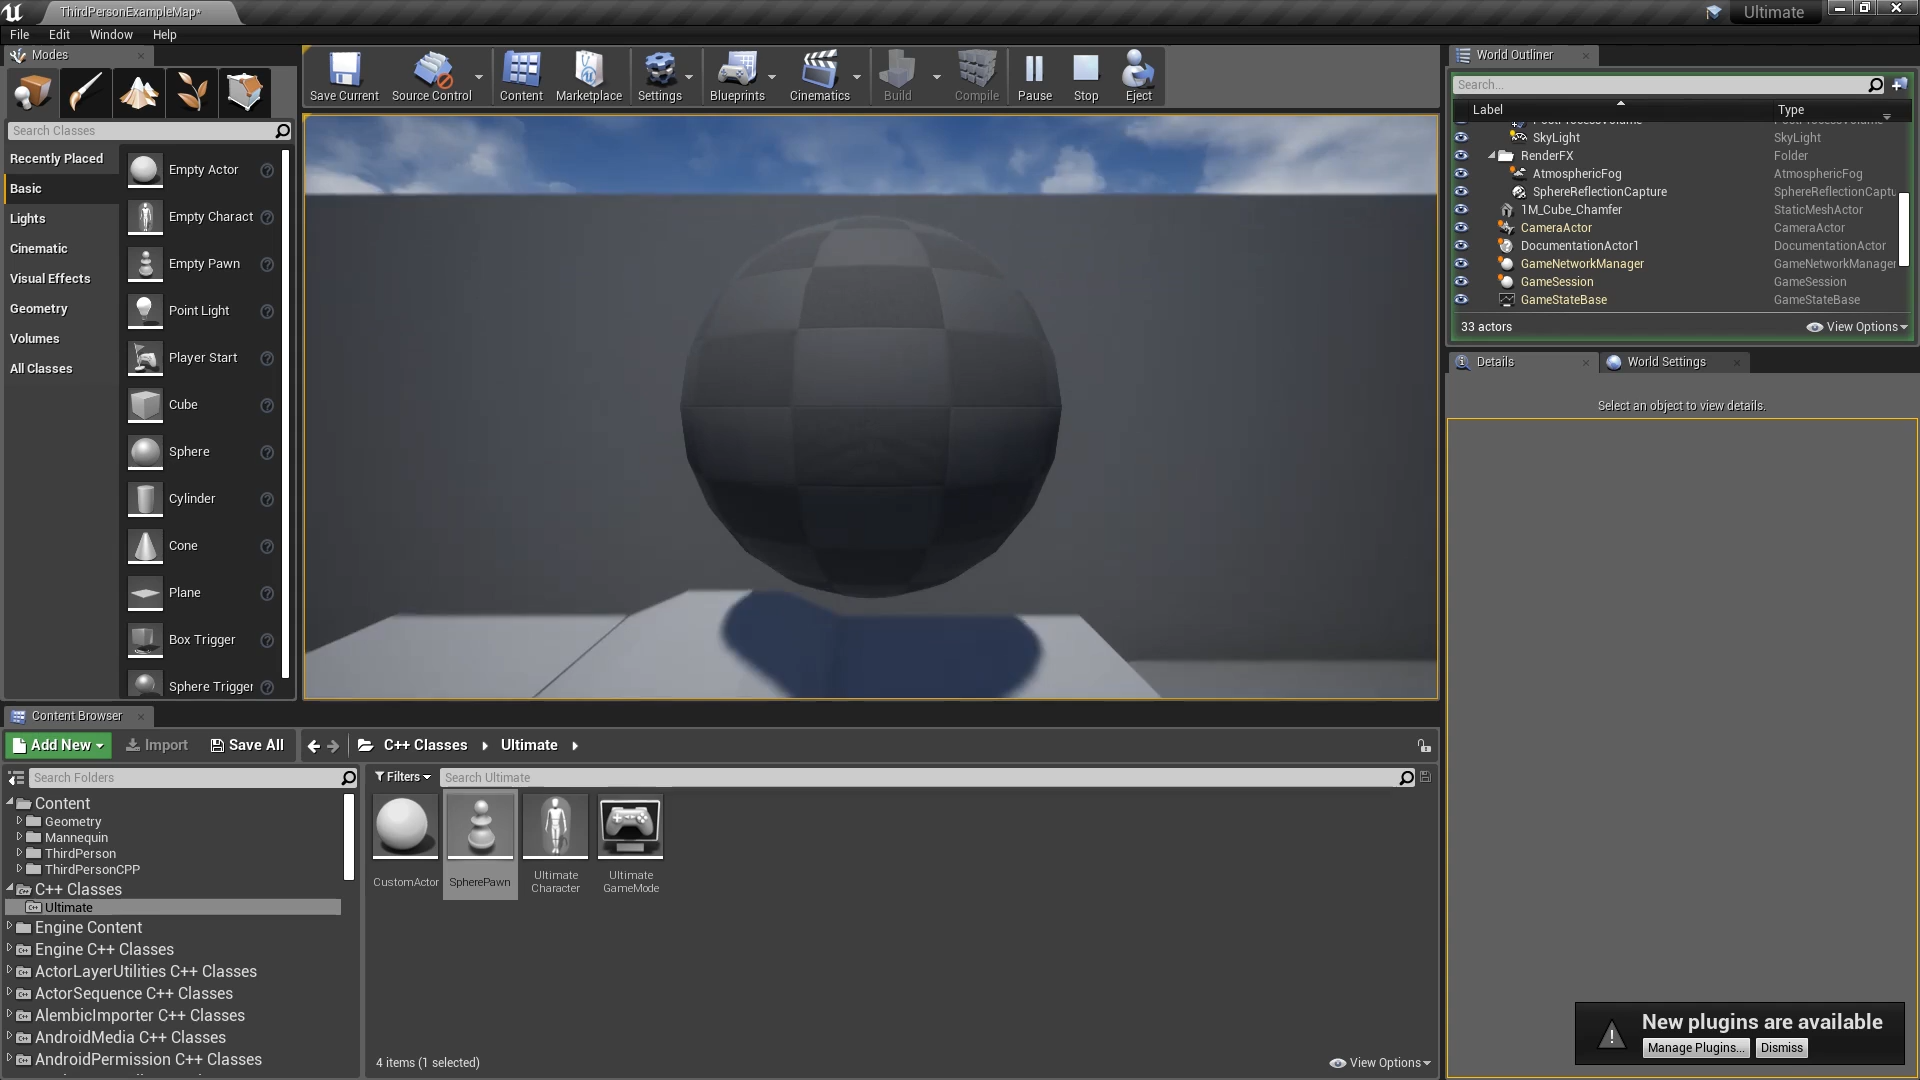 ThirdPersonExampleMap*
Ultimate
File Edit Window Help
Modes
Search Classes
Recently Placed
Basic
Lights
Cinematic
Visual Effects
Geometry
Volumes
All Classes
Empty Actor
Empty Charact
Empty Pawn
Point Light
Player Start
Cube
Sphere
Cylinder
Cone
Plane
Box Trigger
Sphere Trigger
Save Current Source Control Content Marketplace Settings Blueprints Cinematics Build Compile Pause Stop Eject
World Outliner
Search...
Label Type
SkyLight SkyLight
RenderFX Folder
AtmosphericFog AtmosphericFog
SphereReflectionCapture SphereReflectionCaptu
1M_Cube_Chamfer StaticMeshActor
CameraActor CameraActor
DocumentationActor1 DocumentationActor
GameNetworkManager GameNetworkManager
GameSession GameSession
GameStateBase GameStateBase
33 actors View Options
Details World Settings
Select an object to view details.
Content Browser
Add New Import Save All C++ Classes Ultimate
Search Folders
Filters Search Ultimate
Content
Geometry
Mannequin
ThirdPerson
ThirdPersonCPP
C++ Classes
Ultimate
Engine Content
Engine C++ Classes
ActorLayerUtilities C++ Classes
ActorSequence C++ Classes
AlembicImporter C++ Classes
AndroidMedia C++ Classes
AndroidPermission C++ Classes
CustomActor
SpherePawn
Ultimate
Character
Ultimate
GameMode
4 items (1 selected) View Options
New plugins are available
Manage Plugins... Dismiss